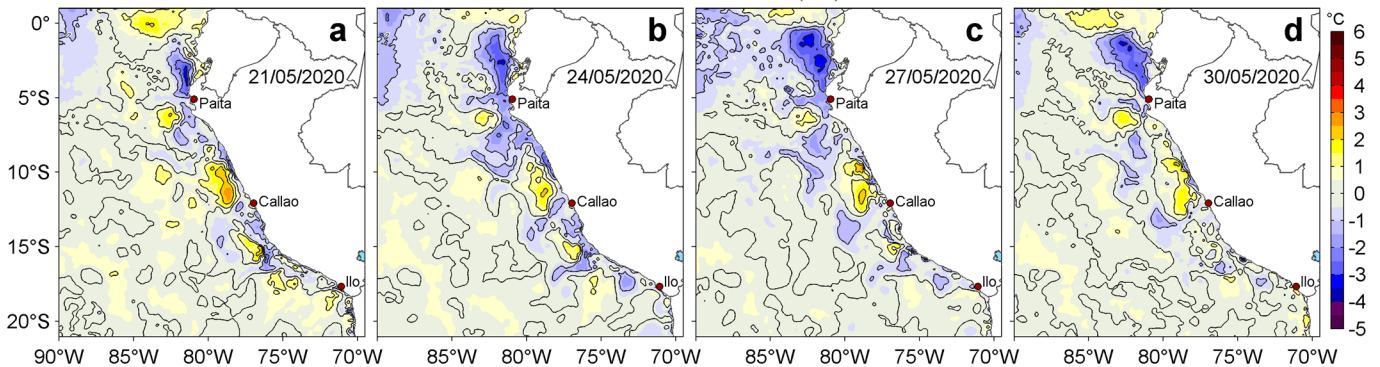 a
b
c
d
°C
21/05/2020
24/05/2020
27/05/2020
30/05/2020
Paita
Paita
Paita
Paita
Callao
Callao
Callao
Callao
Ilo
Ilo
Ilo
Ilo
0°
5°S
10°S
15°S
20°S
90°W 85°W 80°W 75°W 70°W
85°W 80°W 75°W 70°W
85°W 80°W 75°W 70°W
85°W 80°W 75°W 70°W
6
5
4
3
2
1
0
-1
-2
-3
-4
-5